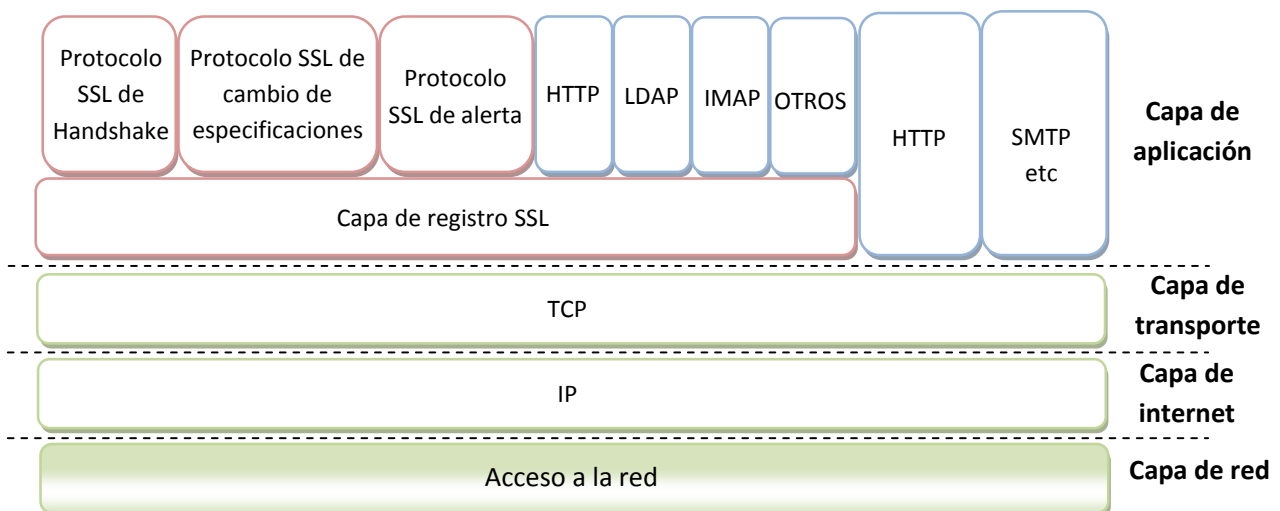 Protocolo
SSL de
Handshake
Protocolo SSL de
cambio de
especificaciones
Protocolo
SSL de alerta
HTTP
LDAP
IMAP
OTROS
HTTP
SMTP
etc
Capa de
aplicación
Capa de registro SSL
TCP
Capa de
transporte
IP
Capa de
internet
Acceso a la red
Capa de red